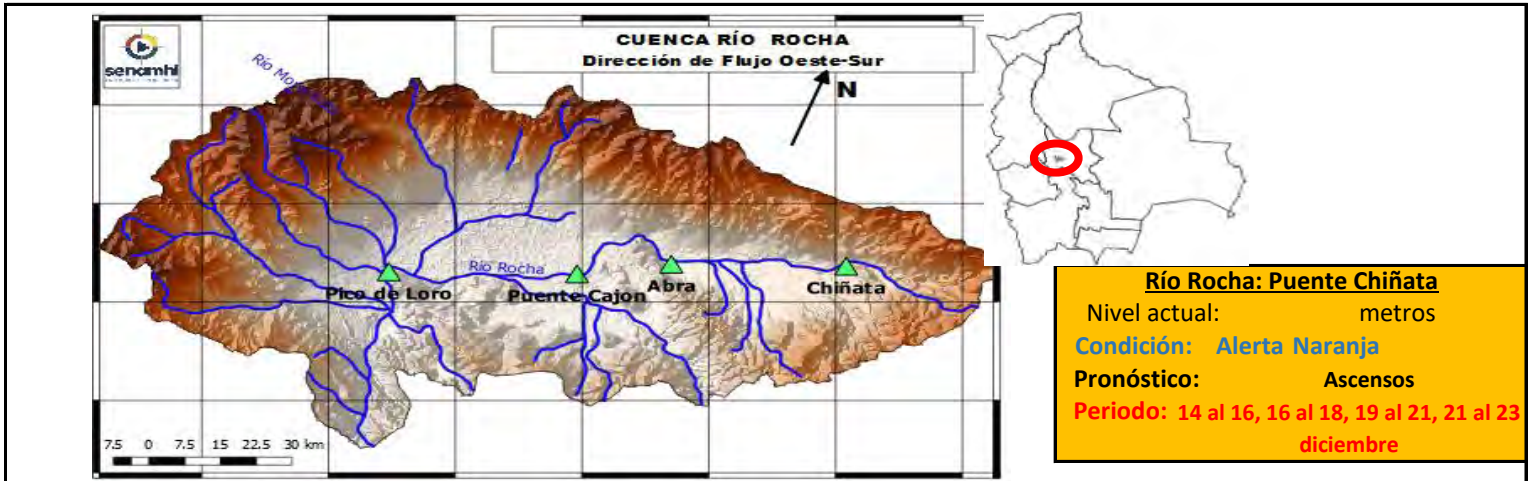 senamhi
CUENCA RÍO ROCHA
Dirección de Flujo Oeste-Sur
N
Río Rocha
Pico de Loro
Puente Cajon
Abra
Chiñata
7.5 0 7.5 15 22.5 30 km
Río Rocha: Puente Chiñata
Nivel actual: metros
Condición: Alerta Naranja
Pronóstico: Ascensos
Periodo: 14 al 16, 16 al 18, 19 al 21, 21 al 23
diciembre